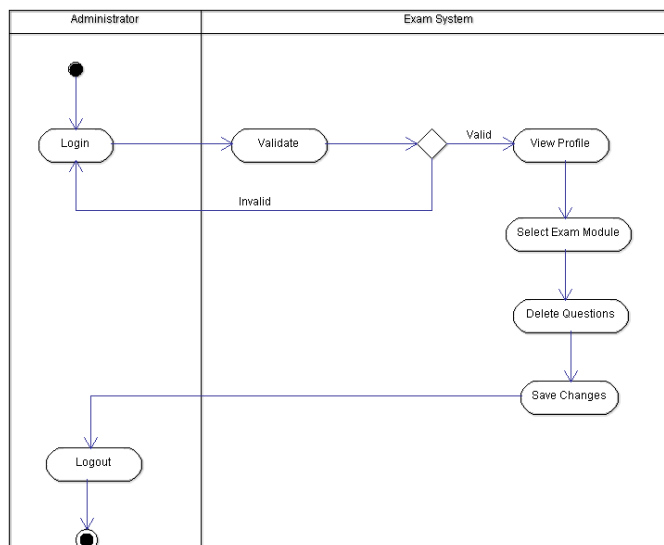 Administrator
Exam System
Login
Validate
Valid
View Profile
Invalid
Select Exam Module
Delete Questions
Save Changes
Logout